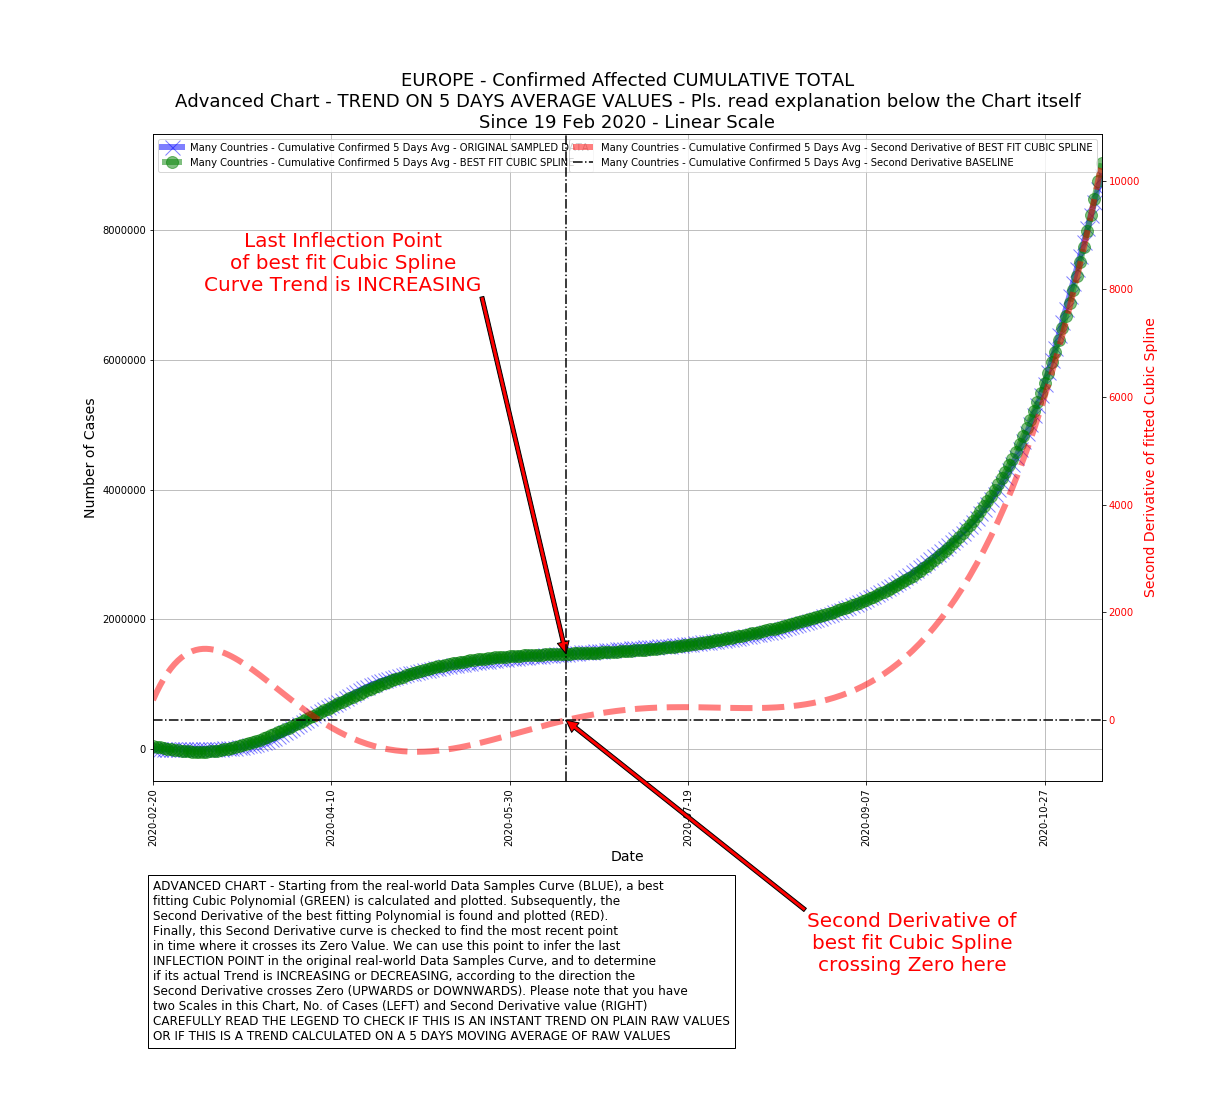 EUROPE - Confirmed Affected CUMULATIVE TOTAL
Advanced Chart - TREND ON 5 DAYS AVERAGE VALUES - Pls. read explanation below the Chart itself
Since 19 Feb 2020 - Linear Scale
Many Countries - Cumulative Confirmed 5 Days Avg - ORIGINAL SAMPLED DATA
Many Countries - Cumulative Confirmed 5 Days Avg - BEST FIT CUBIC SPLINE
Many Countries - Cumulative Confirmed 5 Days Avg - Second Derivative of BEST FIT CUBIC SPLINE
Many Countries - Cumulative Confirmed 5 Days Avg - Second Derivative BASELINE
Last Inflection Point
of best fit Cubic Spline
Curve Trend is INCREASING
Number of Cases
8000000
6000000
4000000
2000000
0
10000
8000
6000
4000
2000
0
Second Derivative of fitted Cubic Spline
2020-02-20
2020-04-10
2020-05-30
2020-07-19
2020-09-07
2020-10-27
Date
Second Derivative of
best fit Cubic Spline
crossing Zero here
ADVANCED CHART - Starting from the real-world Data Samples Curve (BLUE), a best
fitting Cubic Polynomial (GREEN) is calculated and plotted. Subsequently, the
Second Derivative of the best fitting Polynomial is found and plotted (RED).
Finally, this Second Derivative curve is checked to find the most recent point
in time where it crosses its Zero Value. We can use this point to infer the last
INFLECTION POINT in the original real-world Data Samples Curve, and to determine
if its actual Trend is INCREASING or DECREASING, according to the direction the
Second Derivative crosses Zero (UPWARDS or DOWNWARDS). Please note that you have
two Scales in this Chart, No. of Cases (LEFT) and Second Derivative value (RIGHT)
CAREFULLY READ THE LEGEND TO CHECK IF THIS IS AN INSTANT TREND ON PLAIN RAW VALUES
OR IF THIS IS A TREND CALCULATED ON A 5 DAYS MOVING AVERAGE OF RAW VALUES